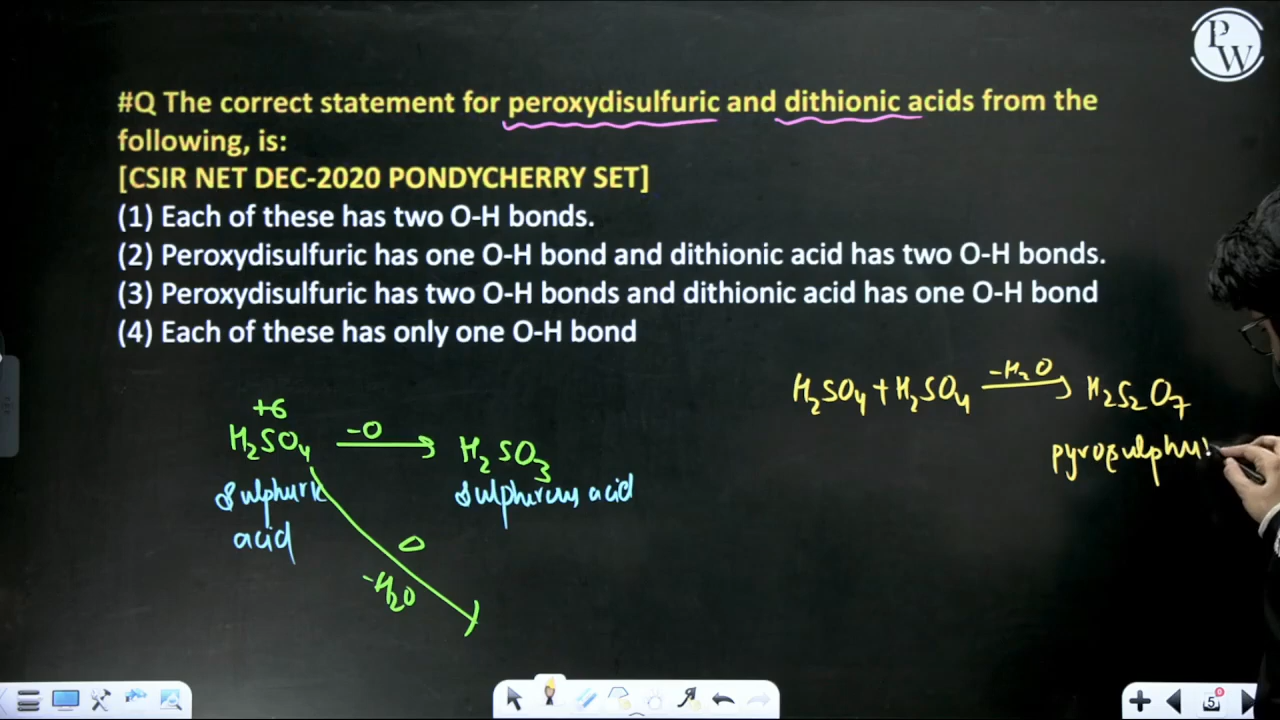 PW
#Q The correct statement for peroxydisulfuric and dithionic acids from the
following, is:
[CSIR NET DEC-2020 PONDYCHERRY SET]
(1) Each of these has two O-H bonds.
(2) Peroxydisulfuric has one O-H bond and dithionic acid has two O-H bonds.
(3) Peroxydisulfuric has two O-H bonds and dithionic acid has one O-H bond
(4) Each of these has only one O-H bond
H₂SO₄ + H₂SO₄ -H₂O → H₂S₂O₇
pyrosulphu
+6
H₂SO₄ -O → H₂SO₃
sulphuric acid
acid
O
-H₂O
5